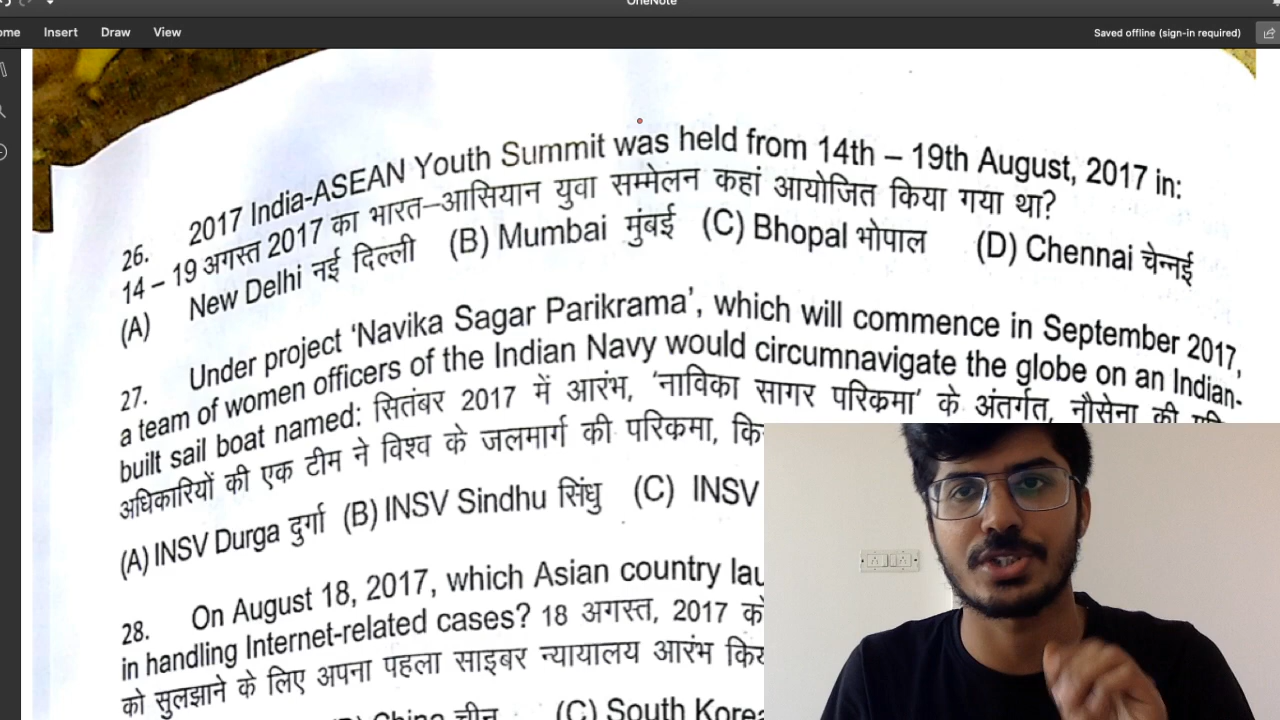 OneNote
Insert Draw View
Saved offline (sign-in required)
26. 2017 India-ASEAN Youth Summit was held from 14th – 19th August, 2017 in:
14 – 19 अगस्त 2017 का भारत–आसियान युवा सम्मेलन कहां आयोजित किया गया था?
(A) New Delhi नई दिल्ली (B) Mumbai मुंबई (C) Bhopal भोपाल (D) Chennai चेन्नई
27. Under project 'Navika Sagar Parikrama', which will commence in September 2017,
a team of women officers of the Indian Navy would circumnavigate the globe on an Indian-
built sail boat named: सितंबर 2017 में आरंभ, 'नाविका सागर परिक्रमा' के अंतर्गत, नौसेना की
अधिकारियों की एक टीम ने विश्व के जलमार्ग की परिकमा,
(A) INSV Durga दुर्गा (B) INSV Sindhu सिंधु (C) INSV
28. On August 18, 2017, which Asian country
in handling Internet-related cases? 18 अगस्त, 2017
को सुलझाने के लिए अपना पहला साइबर न्यायालय आरंभ
China चीन (C) South